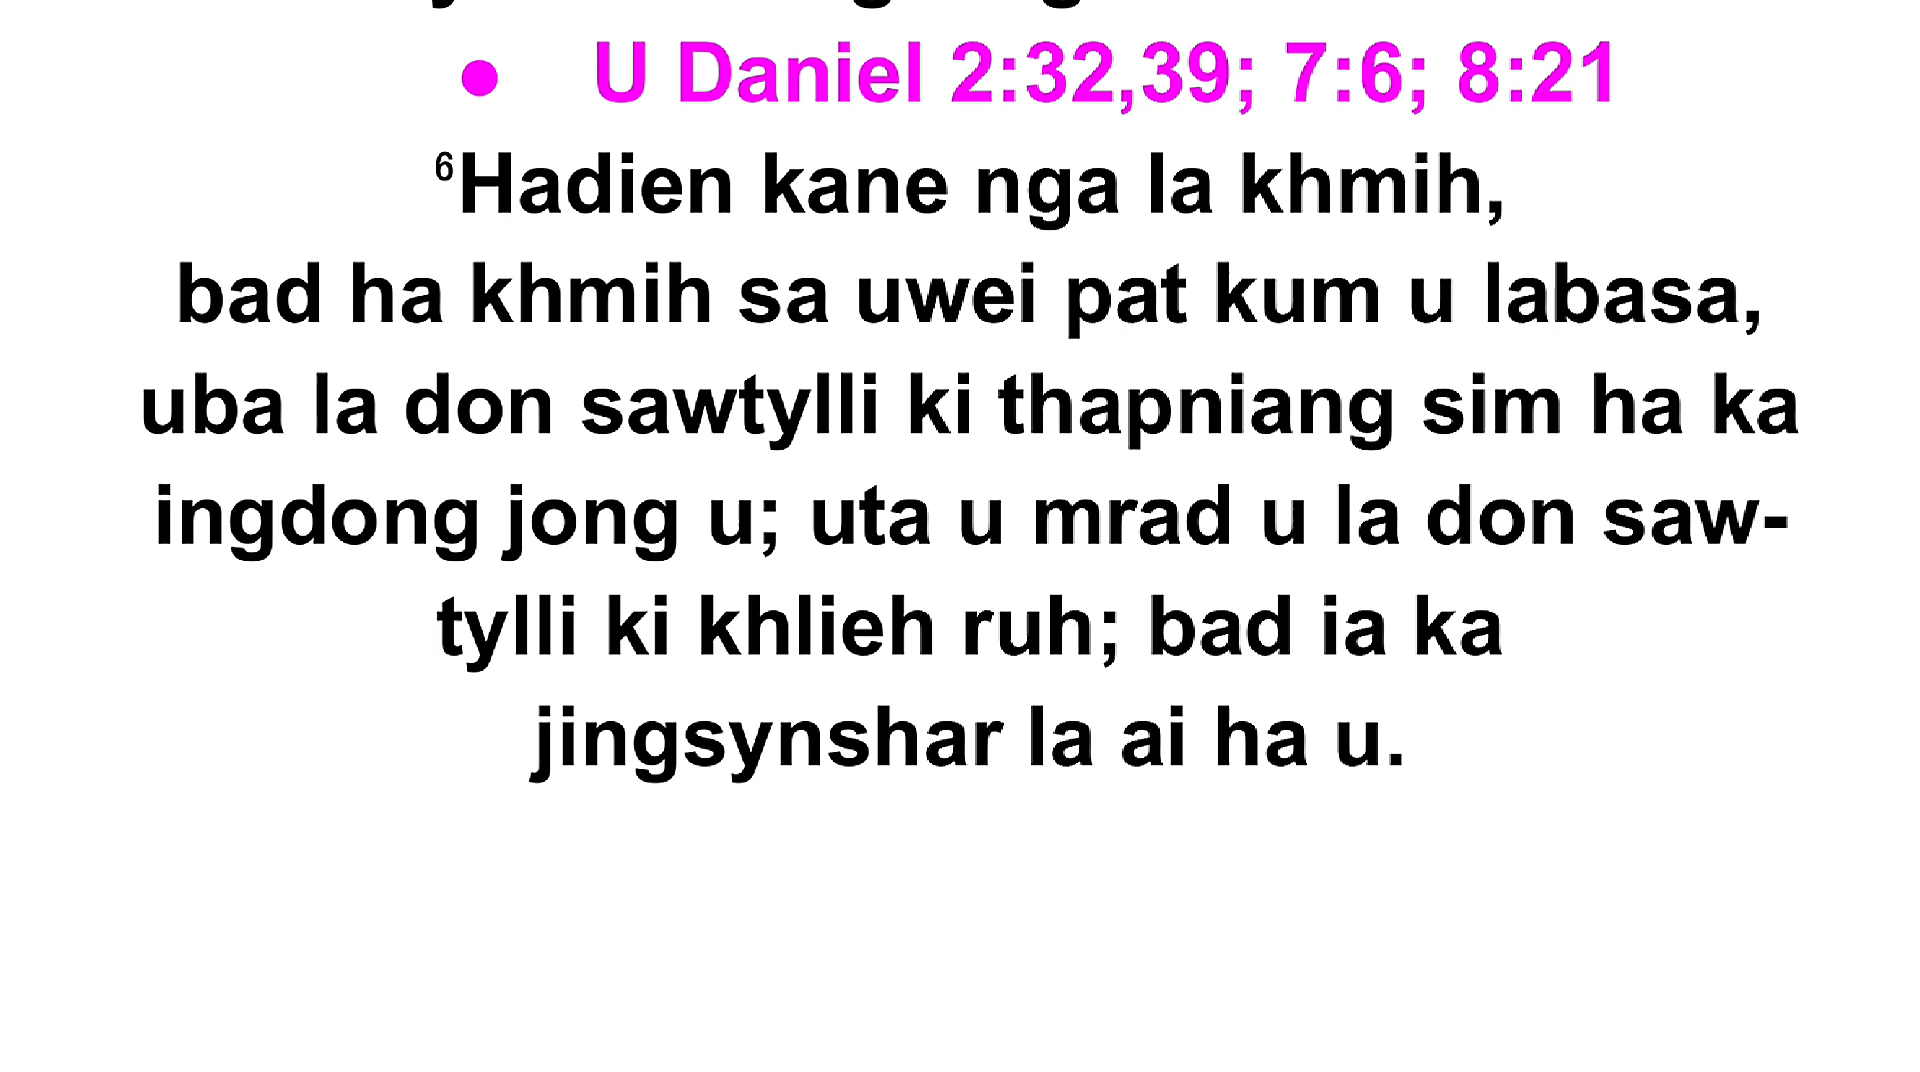 ● U Daniel 2:32,39; 7:6; 8:21
⁶Hadien kane nga la khmih,
bad ha khmih sa uwei pat kum u labasa,
uba la don sawtylli ki thapniang sim ha ka
ingdong jong u; uta u mrad u la don saw-
tylli ki khlieh ruh; bad ia ka
jingsynshar la ai ha u.